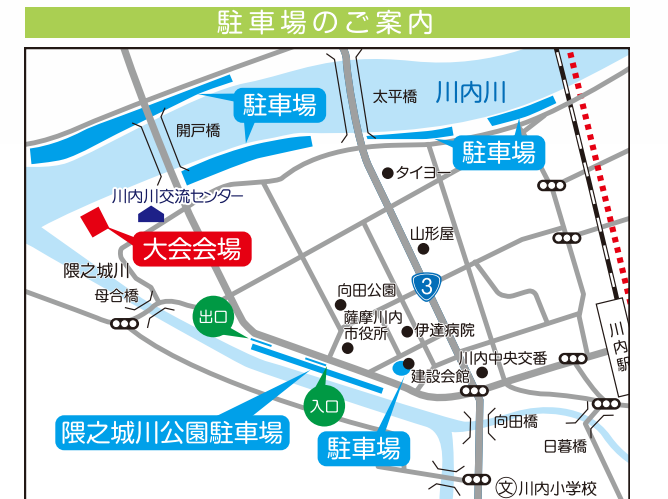 駐車場のご案内
太平橋
川内川
駐車場
開戸橋
駐車場
タイヨー
川内川交流センター
山形屋
大会会場
隈之城川
3
母合橋
向田公園
出口
薩摩川内
市役所
伊達病院
川内駅
川内中央交番
建設会館
入口
向田橋
隈之城川公園駐車場
駐車場
日暮橋
文
川内小学校